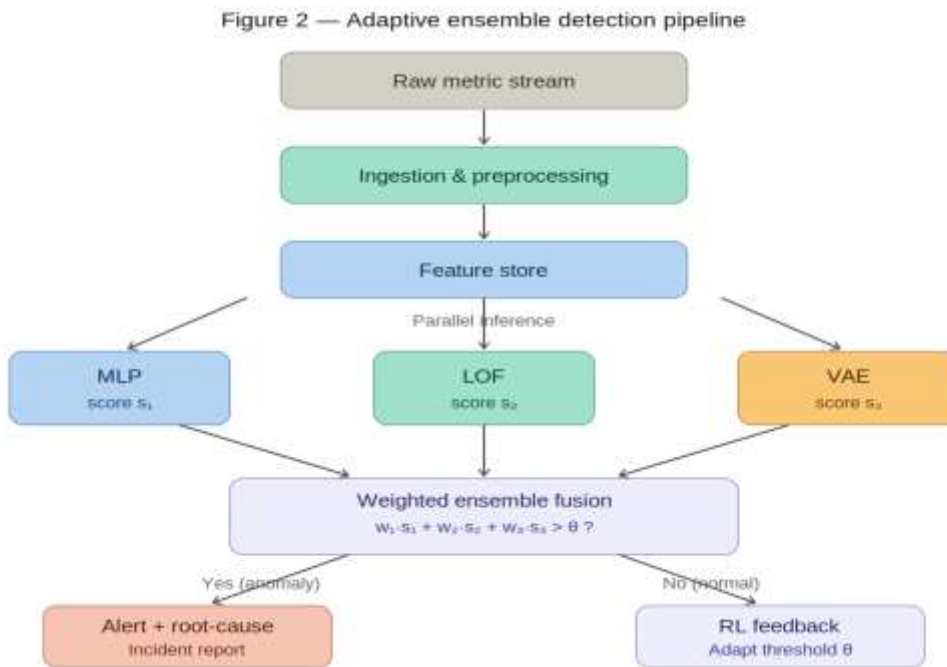 Figure 2 — Adaptive ensemble detection pipeline
Raw metric stream
Ingestion & preprocessing
Feature store
Parallel inference
MLP
score s₁
LOF
score s₂
VAE
score s₃
Weighted ensemble fusion
w₁·s₁ + w₂·s₂ + w₃·s₃ > θ ?
Yes (anomaly)
No (normal)
Alert + root-cause
Incident report
RL feedback
Adapt threshold θ